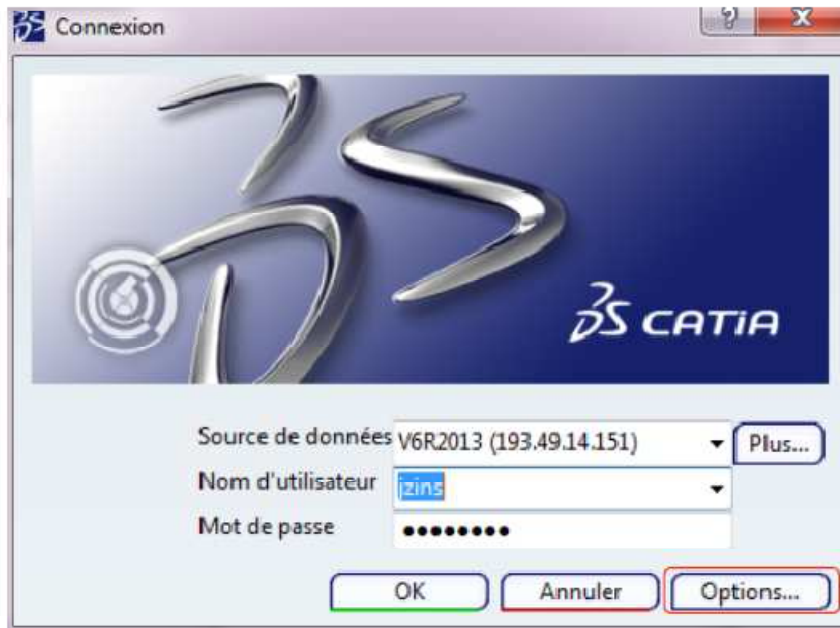 Connexion
CATIA
Source de données V6R2013 (193.49.14.151) Plus...
Nom d'utilisateur jzins
Mot de passe ●●●●●●●●
OK Annuler Options...